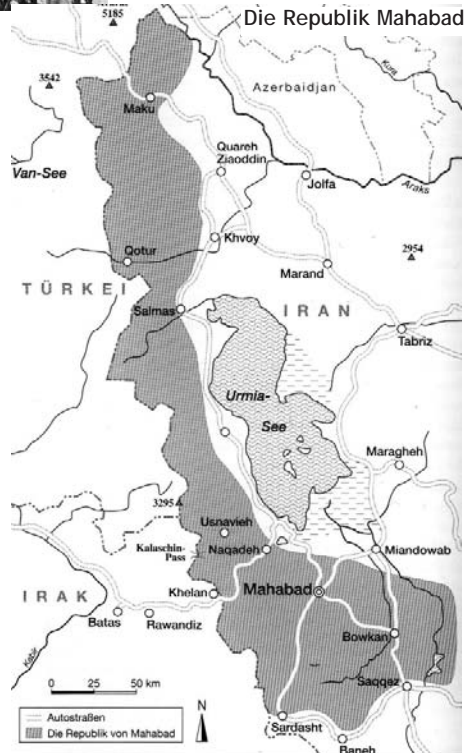 Die Republik Mahabad
5185
3542
Maku
Azerbaidjan
Kura
Quareh
Ziaoddin
Van-See
Jolfa
Araks
Khvoy
Qotur
Marand
2954
TÜRKEI
Salmas
IRAN
Tabriz
Urmia-
See
Maragheh
3295
Usnavieh
Kalaschin-
Pass
Naqadeh
Miandowab
IRAK
Khelan
Mahabad
Batas
Rawandiz
Bowkan
Saqqez
0 25 50 km
N
Autostraßen
Die Republik von Mahabad
Sardasht
Baneh